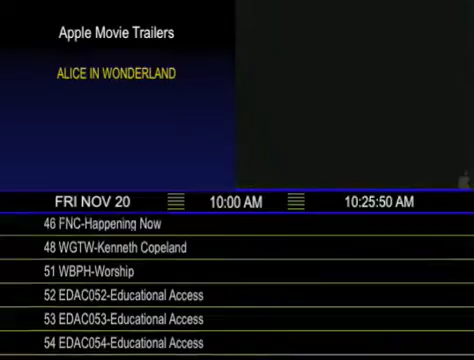 Apple Movie Trailers
ALICE IN WONDERLAND
FRI NOV 20 10:00 AM 10:25:50 AM
46 FNC-Happening Now
48 WGTW-Kenneth Copeland
51 WBPH-Worship
52 EDAC052-Educational Access
53 EDAC053-Educational Access
54 EDAC054-Educational Access